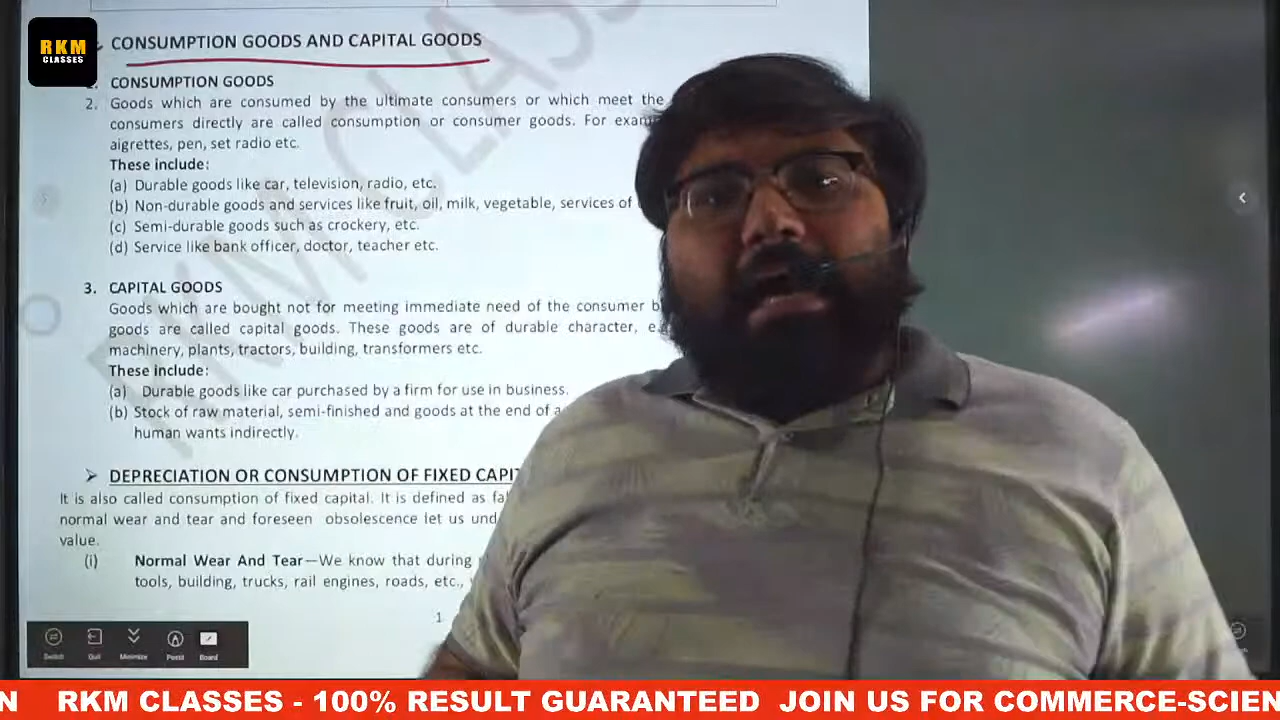 RKM
CLASSES
CONSUMPTION GOODS AND CAPITAL GOODS
CONSUMPTION GOODS
2. Goods which are consumed by the ultimate consumers or which meet the
consumers directly are called consumption or consumer goods. For
aigrettes, pen, set radio etc.
These include:
(a) Durable goods like car, television, radio, etc.
(b) Non-durable goods and services like fruit, oil, milk, vegetable, services of
(c) Semi-durable goods such as crockery, etc.
(d) Service like bank officer, doctor, teacher etc.
3. CAPITAL GOODS
Goods which are bought not for meeting immediate need of the consumer
goods are called capital goods. These goods are of durable character,
machinery, plants, tractors, building, transformers etc.
These include:
(a) Durable goods like car purchased by a firm for use in business.
(b) Stock of raw material, semi-finished and goods at the end of a
human wants indirectly.
➢ DEPRECIATION OR CONSUMPTION OF FIXED
It is also called consumption of fixed capital. It is defined as
normal wear and tear and foreseen obsolescence let us
value.
(i) Normal Wear And Tear—We know that during
tools, building, trucks, rail engines, roads, etc.,
1
Switch Quit Minimize Board
RKM CLASSES - 100% RESULT GUARANTEED JOIN US FOR